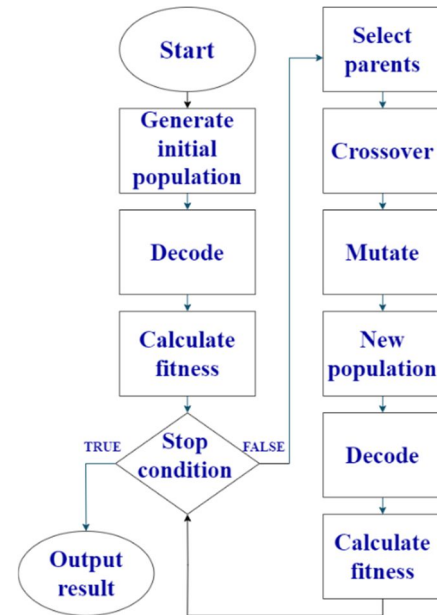 Start
Generate
initial
population
Decode
Calculate
fitness
Stop
condition
TRUE
FALSE
Output
result
Select
parents
Crossover
Mutate
New
population
Decode
Calculate
fitness